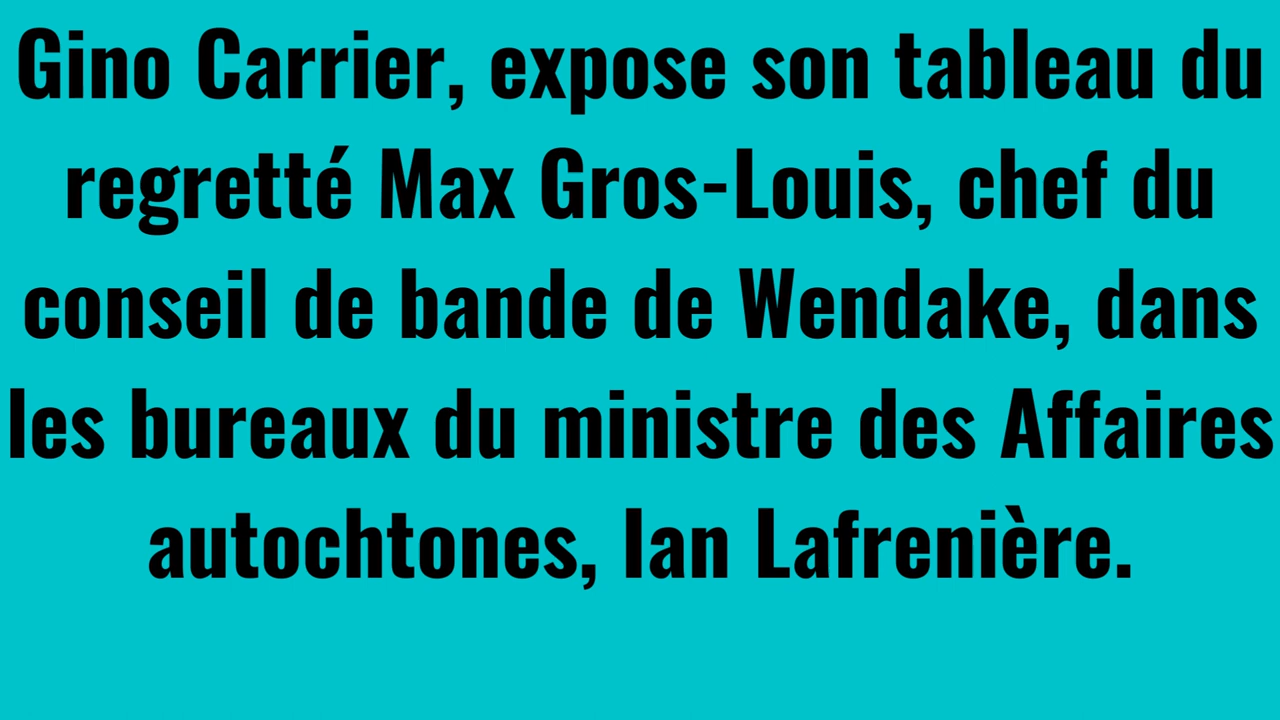 Gino Carrier, expose son tableau du
regretté Max Gros-Louis, chef du
conseil de bande de Wendake, dans
les bureaux du ministre des Affaires
autochtones, Ian Lafrenière.